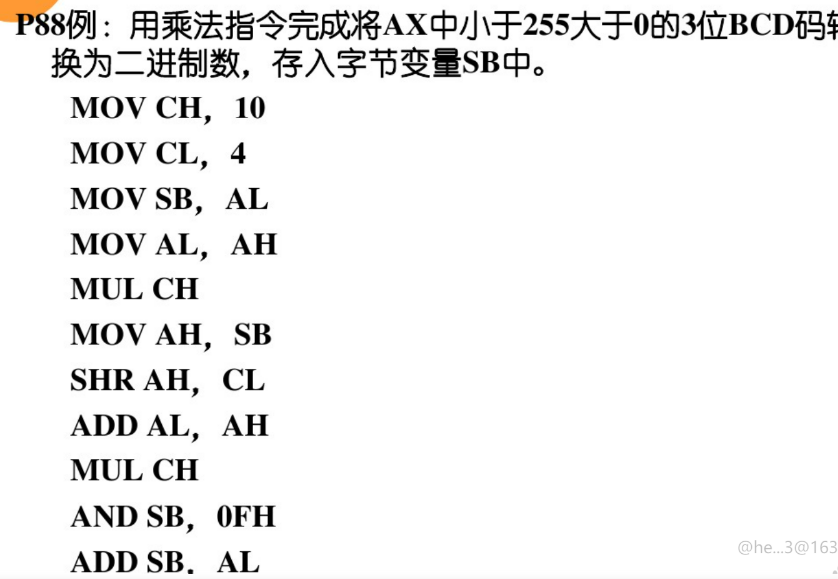 P88例：用乘法指令完成将AX中小于255大于0的3位BCD码转
换为二进制数，存入字节变量SB中。
MOV CH，10
MOV CL，4
MOV SB，AL
MOV AL，AH
MUL CH
MOV AH，SB
SHR AH，CL
ADD AL，AH
MUL CH
AND SB，0FH
ADD SB，AL
@he...3@163